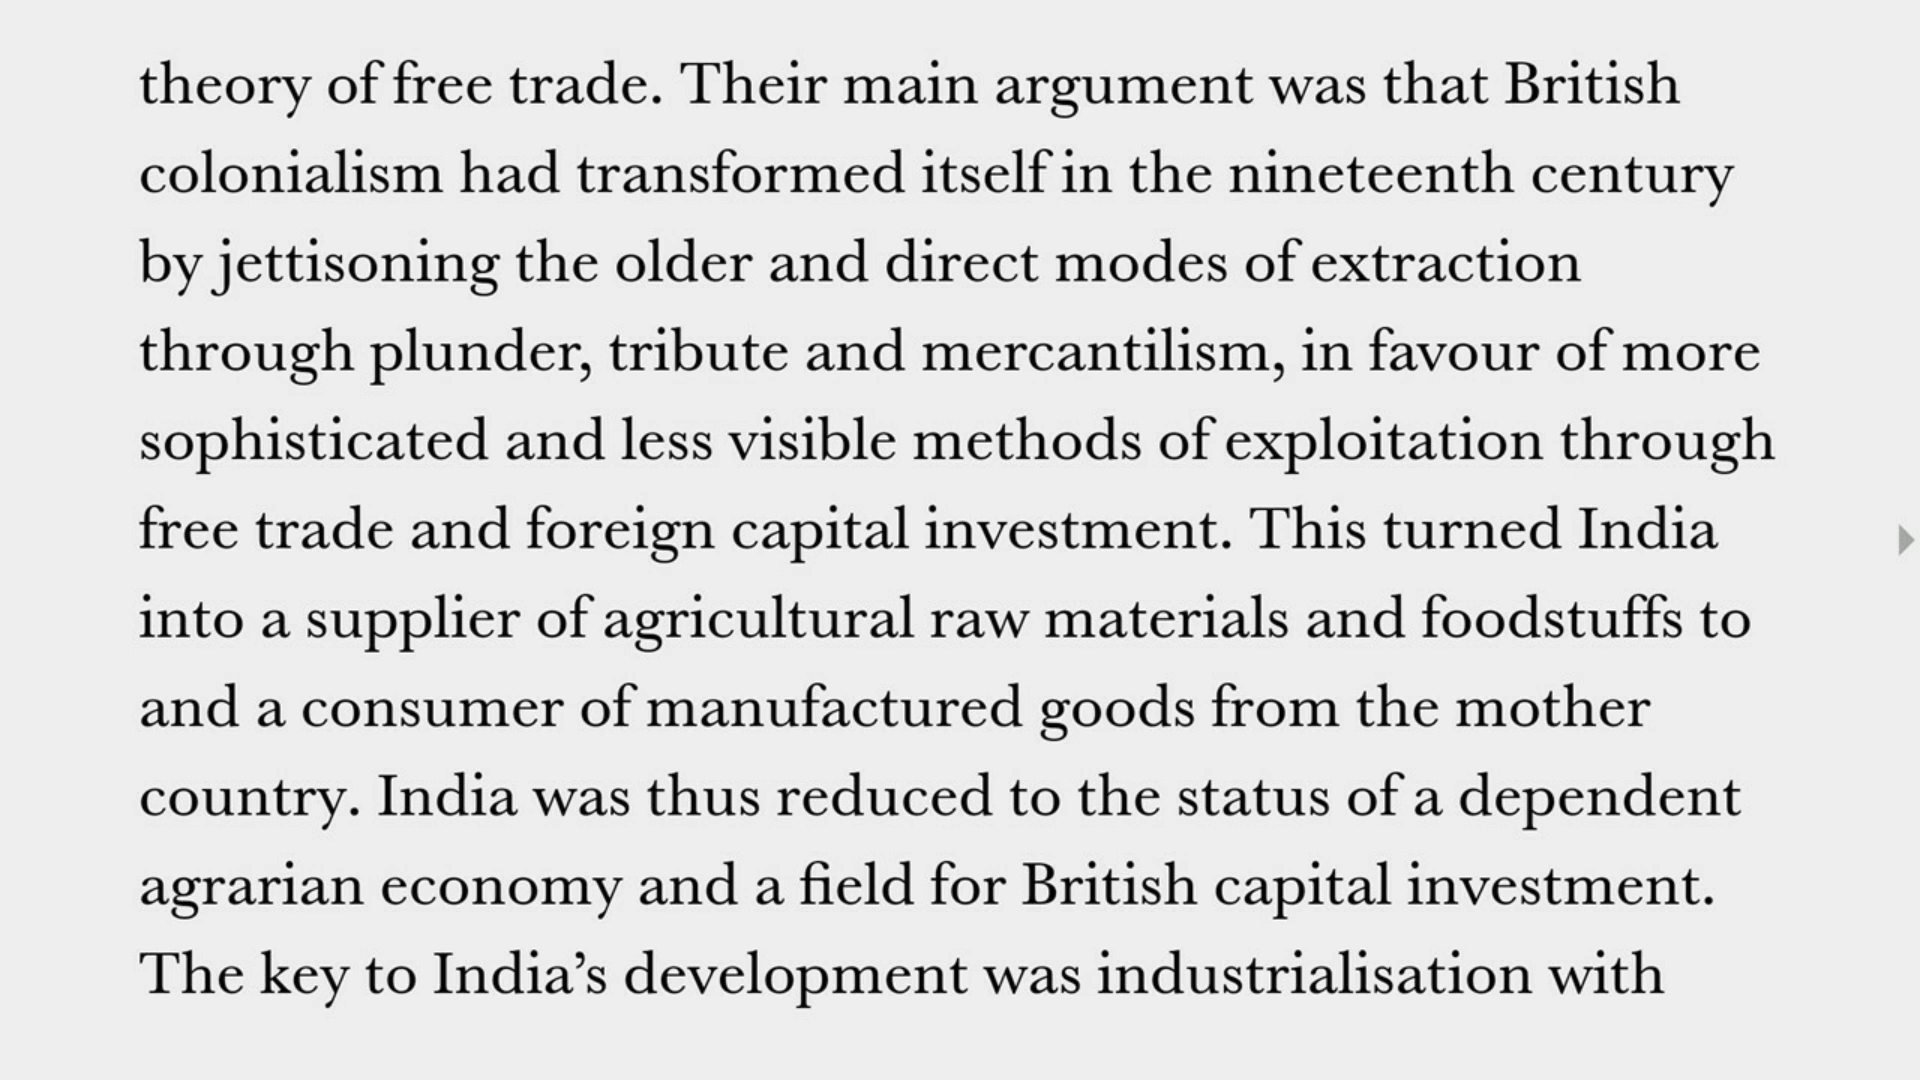 theory of free trade. Their main argument was that British
colonialism had transformed itself in the nineteenth century
by jettisoning the older and direct modes of extraction
through plunder, tribute and mercantilism, in favour of more
sophisticated and less visible methods of exploitation through
free trade and foreign capital investment. This turned India
into a supplier of agricultural raw materials and foodstuffs to
and a consumer of manufactured goods from the mother
country. India was thus reduced to the status of a dependent
agrarian economy and a field for British capital investment.
The key to India’s development was industrialisation with